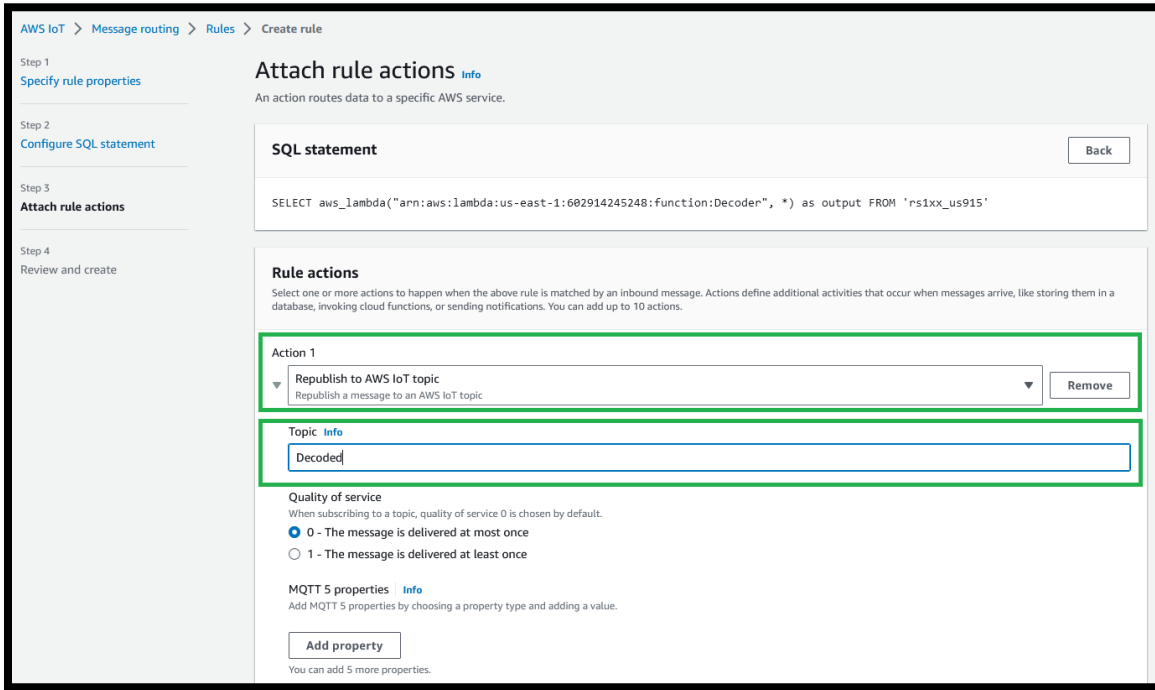 AWS IoT > Message routing > Rules > Create rule
Step 1
Specify rule properties
Step 2
Configure SQL statement
Step 3
Attach rule actions
Step 4
Review and create
Attach rule actions Info
An action routes data to a specific AWS service.
SQL statement
Back
SELECT aws_lambda("arn:aws:lambda:us-east-1:602914245248:function:Decoder", *) as output FROM 'rs1xx_us915'
Rule actions
Select one or more actions to happen when the above rule is matched by an inbound message. Actions define additional activities that occur when messages arrive, like storing them in a
database, invoking cloud functions, or sending notifications. You can add up to 10 actions.
Action 1
Republish to AWS IoT topic
Republish a message to an AWS IoT topic
Remove
Topic Info
Decoded
Quality of service
When subscribing to a topic, quality of service 0 is chosen by default.
0 - The message is delivered at most once
1 - The message is delivered at least once
MQTT 5 properties Info
Add MQTT 5 properties by choosing a property type and adding a value.
Add property
You can add 5 more properties.